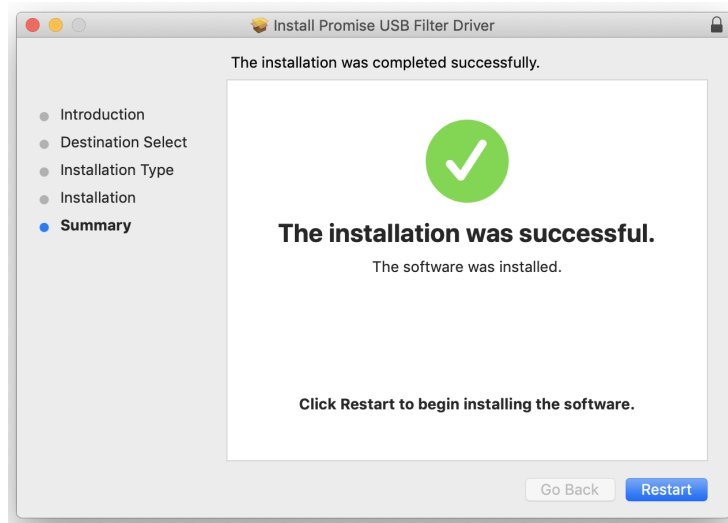 Install Promise USB Filter Driver
The installation was completed successfully.
Introduction
Destination Select
Installation Type
Installation
Summary
The installation was successful.
The software was installed.
Click Restart to begin installing the software.
Go Back
Restart